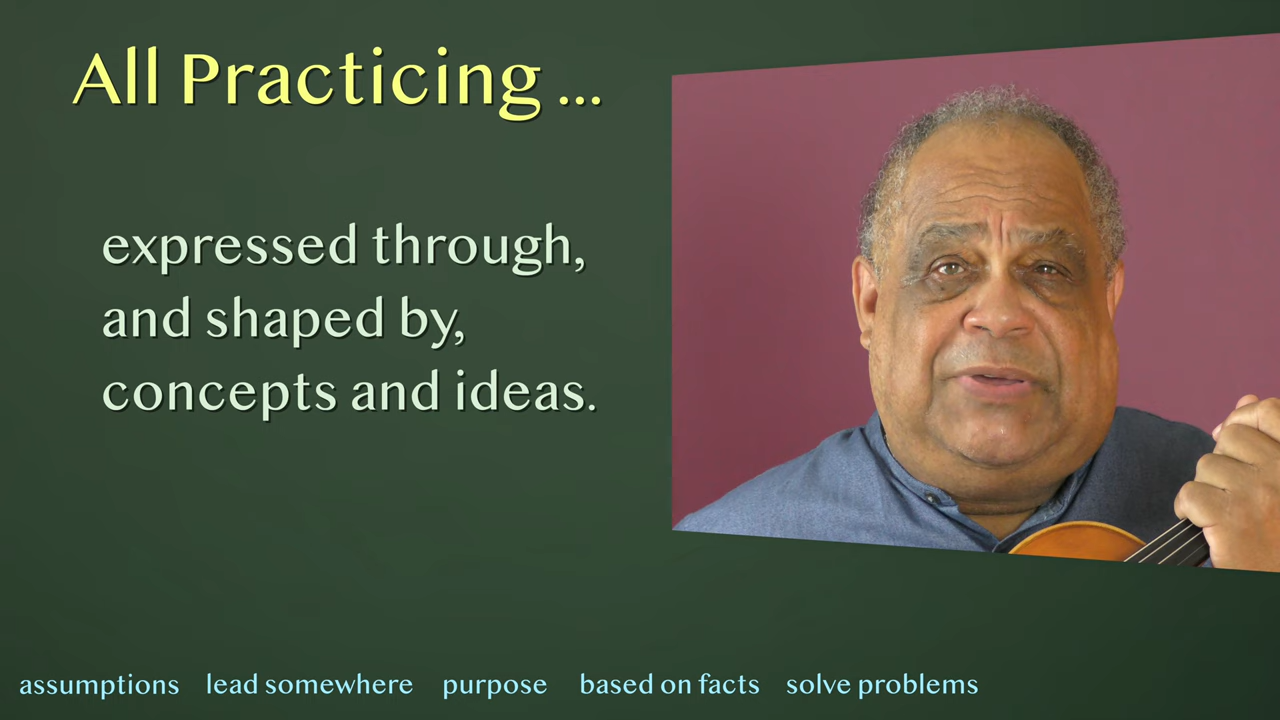 All Practicing ...
expressed through,
and shaped by,
concepts and ideas.
assumptions lead somewhere purpose based on facts solve problems